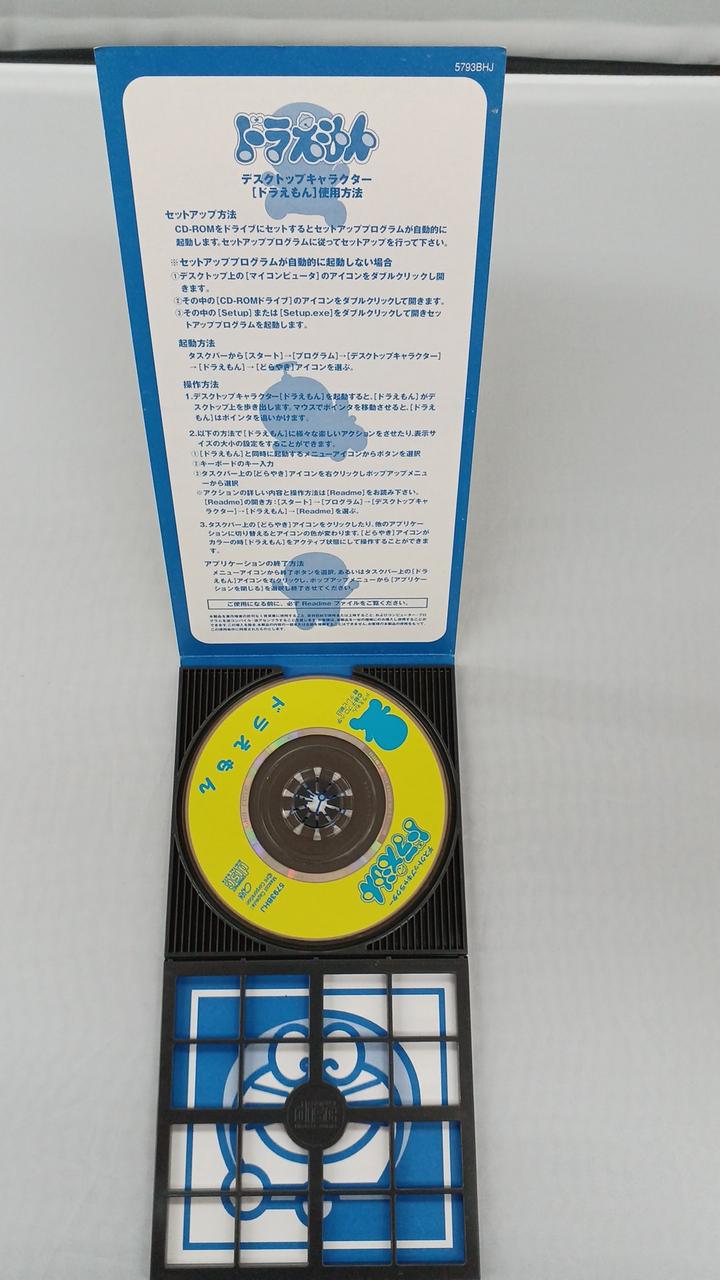 5793BHJ
ドラえもん
デスクトップキャラクター
[ドラえもん]使用方法
セットアップ方法
CD-ROMをドライブにセットするとセットアッププログラムが自動的に
起動します。セットアッププログラムに従ってセットアップを行って下さい。
※セットアッププログラムが自動的に起動しない場合
①デスクトップ上の[マイコンピュータ]のアイコンをダブルクリックし開
きます。
②その中の[CD-ROMドライブ]のアイコンをダブルクリックして開きます。
③その中の[Setup]または[Setup.exe]をダブルクリックして開きセッ
トアッププログラムを起動します。
起動方法
タスクバーから[スタート]→[プログラム]→[デスクトップキャラクター]
→[ドラえもん]→[どらやき]アイコンを選ぶ。
操作方法
1.デスクトップキャラクター[ドラえもん]を起動すると、[ドラえもん]がデ
スクトップ上を歩き出します。マウスでポインタを移動させると、[ドラえ
もん]はポインタを追いかけます。
2.以下の方法で[ドラえもん]に様々な楽しいアクションをさせたり、表示サ
イズの大小の設定をすることができます。
①[ドラえもん]と同時に起動するメニューアイコンからボタンを選択
②キーボードのキー入力
③タスクバー上の[どらやき]アイコンを右クリックしポップアップメニュ
ーから選択
※アクションの詳しい内容と操作方法は[Readme]をお読み下さい。
[Readme]の開き方:[スタート]→[プログラム]→[デスクトップキャ
ラクター]→[ドラえもん]→[Readme]を選ぶ。
3.タスクバー上の[どらやき]アイコンをクリックしたり、他のアプリケー
ションに切り替えるとアイコンの色が変わります。[どらやき]アイコンが
カラーの時[ドラえもん]をアクティブ状態にして操作することができま
す。
アプリケーションの終了方法
メニューアイコンから終了ボタンを選択、あるいはタスクバー上の[ドラ
えもん]アイコンを右クリックし、ポップアップメニューから[アプリケー
ションを閉じる]を選択し終了させてください。
ご使用になる前に、必ず Readme ファイルをご覧ください。
ドラえもん
デスクトップキャラクター
ドラえもん
5793BHJ